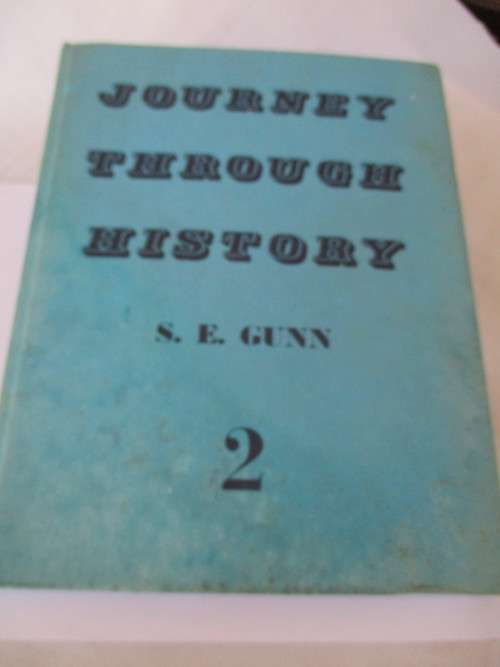 JOURNEY
THROUGH
HISTORY
S. E. GUNN
2